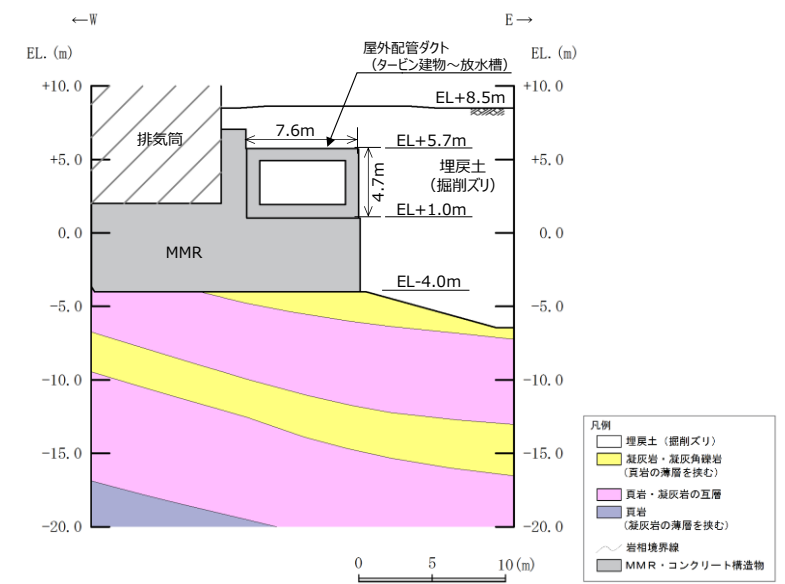 ←W
E→
屋外配管ダクト
（タービン建物～放水槽）
EL. (m)
EL. (m)
+10.0
+10.0
EL+8.5m
7.6m
排気筒
EL+5.7m
+5.0
+5.0
埋戻土
（掘削ズリ）
4.7m
EL+1.0m
0.0
0.0
MMR
EL-4.0m
-5.0
-5.0
-10.0
-10.0
-15.0
-15.0
-20.0
-20.0
凡例
埋戻土（掘削ズリ）
凝灰岩・凝灰角礫岩
（頁岩の薄層を挟む）
頁岩・凝灰岩の互層
頁岩
（凝灰岩の薄層を挟む）
岩相境界線
MMR・コンクリート構造物
0 5 10(m)